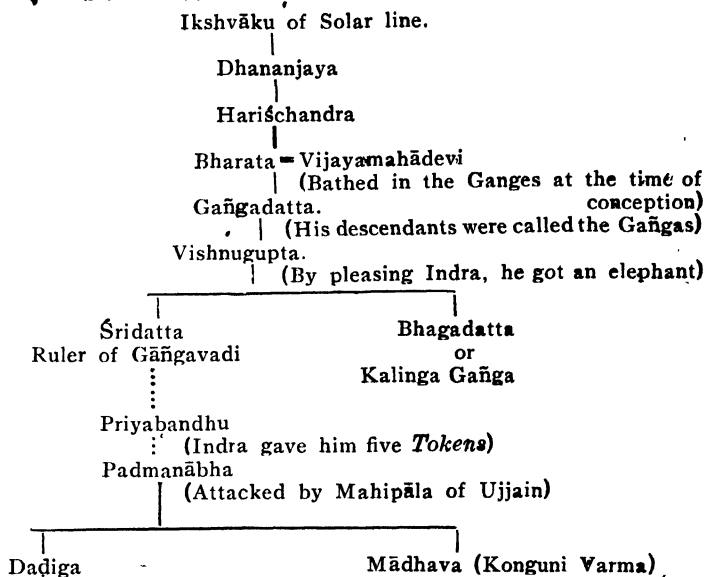 Ikshvāku of Solar line.
Dhananjaya
Hariśchandra
Bharata = Vijayamahādevi
(Bathed in the Ganges at the time of
Gañgadatta. conception)
(His descendants were called the Gañgas)
Vishnugupta.
(By pleasing Indra, he got an elephant)
Śridatta Bhagadatta
Ruler of Gāñgavadi or
Kalinga Gañga
Priyabandhu
(Indra gave him five Tokens)
Padmanābha
(Attacked by Mahipāla of Ujjain)
Daḍiga Mādhava (Konguni Varma)